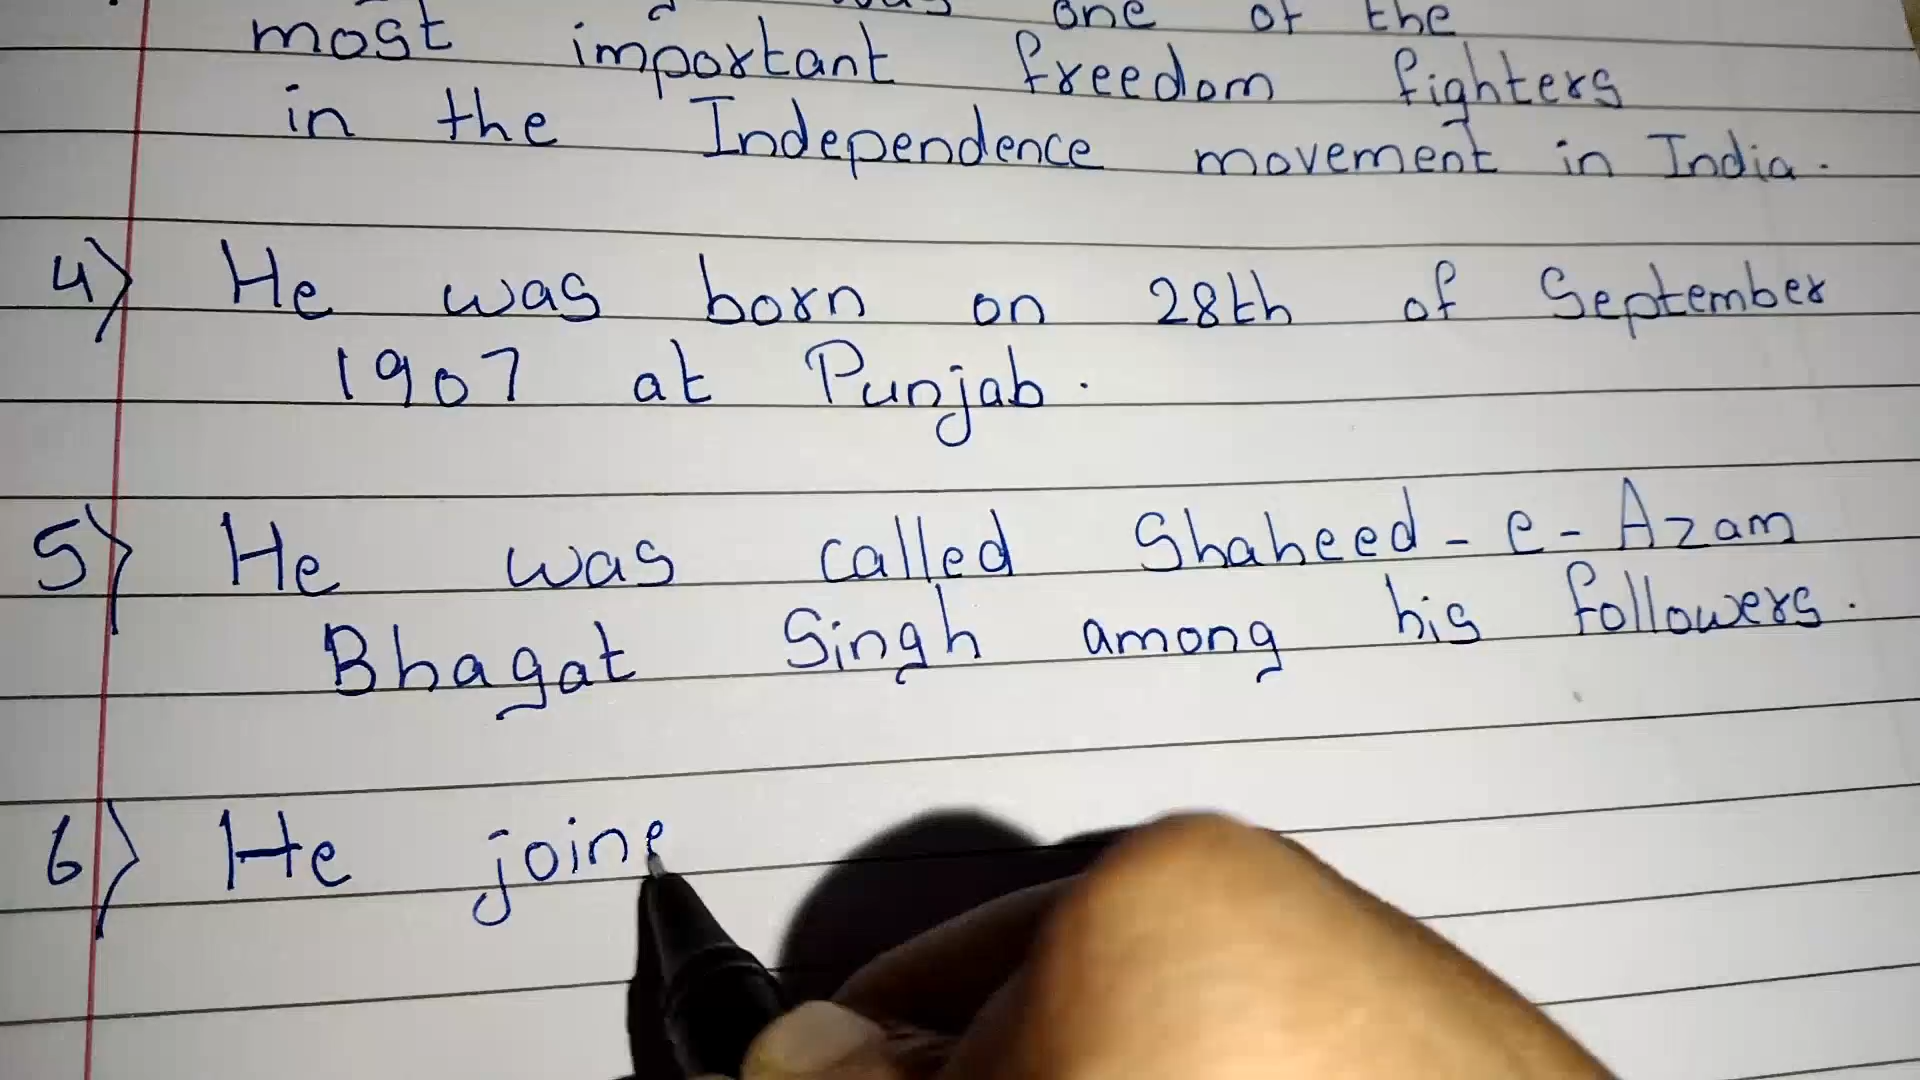 one of the
most important freedom fighters
in the Independence movement in India.
4) He was born on 28th of September
1907 at Punjab.
5) He was called Shaheed-e-Azam
Bhagat Singh among his followers.
6) He joine